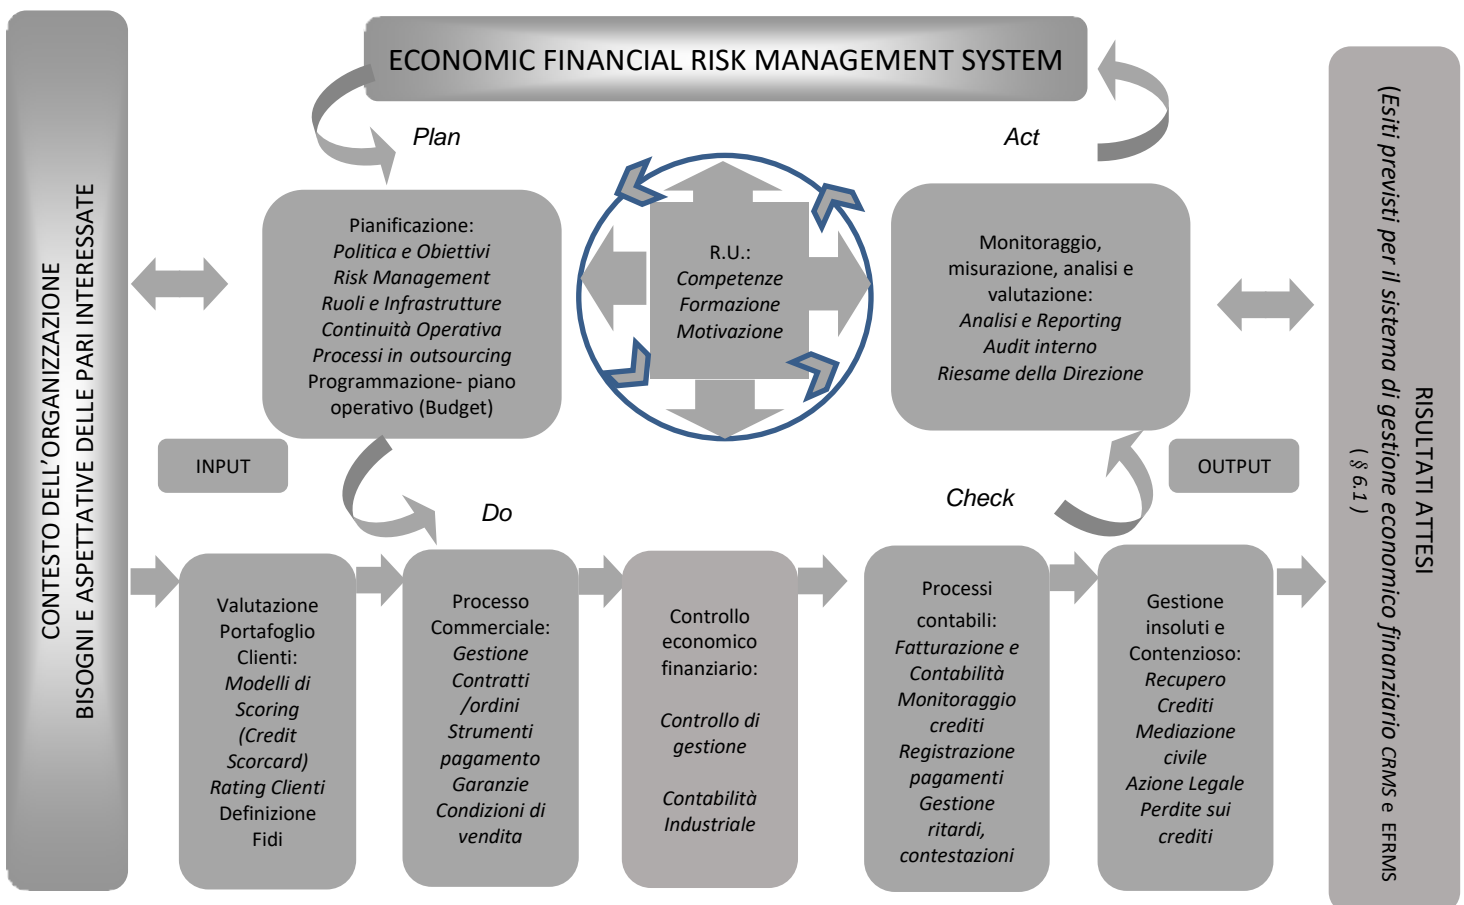 ECONOMIC FINANCIAL RISK MANAGEMENT SYSTEM
CONTESTO DELL'ORGANIZZAZIONE
BISOGNI E ASPETTATIVE DELLE PARI INTERESSATE
Plan
Act
Pianificazione:
Politica e Obiettivi
Risk Management
Ruoli e Infrastrutture
Continuità Operativa
Processi in outsourcing
Programmazione- piano
operativo (Budget)
R.U.:
Competenze
Formazione
Motivazione
Monitoraggio,
misurazione, analisi e
valutazione:
Analisi e Reporting
Audit interno
Riesame della Direzione
INPUT
Do
Check
OUTPUT
Valutazione
Portafoglio
Clienti:
Modelli di
Scoring
(Credit
Scorcard)
Rating Clienti
Definizione
Fidi
Processo
Commerciale:
Gestione
Contratti
/ordini
Strumenti
pagamento
Garanzie
Condizioni di
vendita
Controllo
economico
finanziario:
Controllo di
gestione
Contabilità
Industriale
Processi
contabili:
Fatturazione e
Contabilità
Monitoraggio
crediti
Registrazione
pagamenti
Gestione
ritardi,
contestazioni
Gestione
insoluti e
Contenzioso:
Recupero
Crediti
Mediazione
civile
Azione Legale
Perdite sui
crediti
RISULTATI ATTESI
(Esiti previsti per il sistema di gestione economico finanziario CRMS e EFRMS
( § 6.1 )